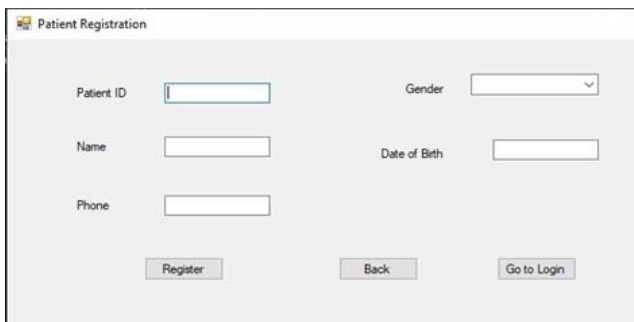 Patient Registration
Patient ID
Gender
Name
Date of Birth
Phone
Register
Back
Go to Login